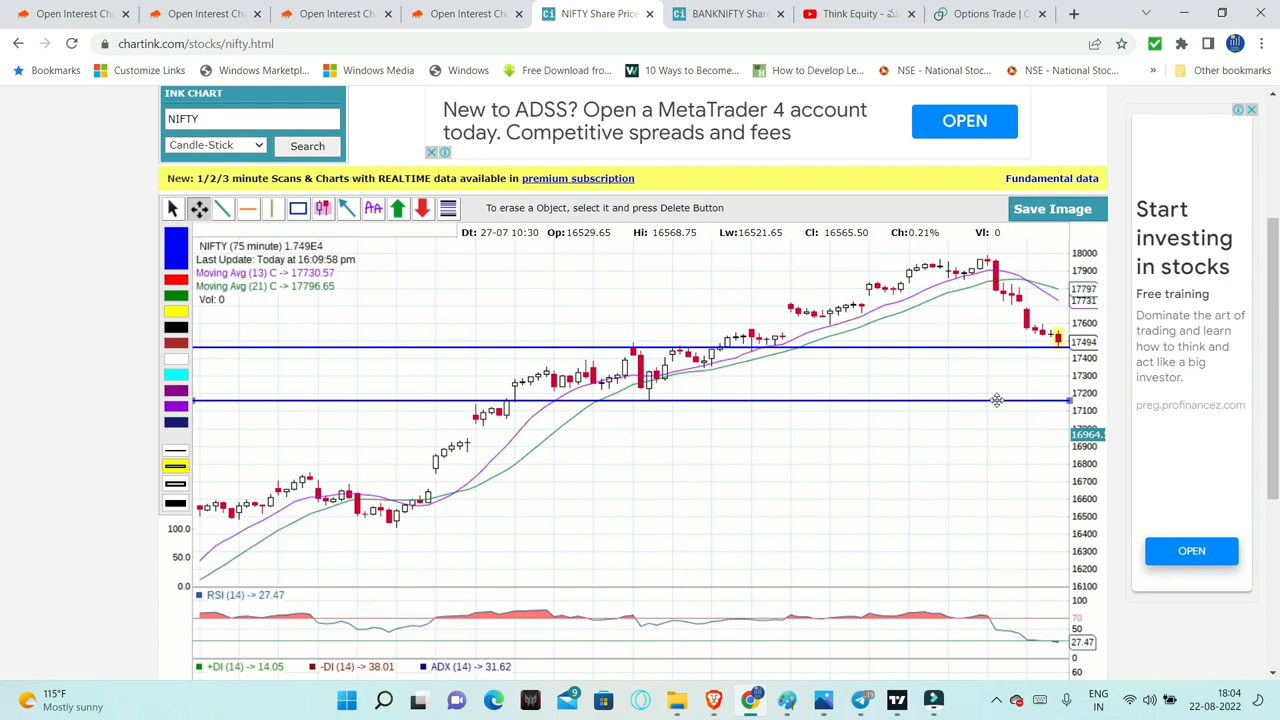 Open Interest Ch
Open Interest Ch
Open Interest Ch
Open Interest Ch
NIFTY Share Price
BANKNIFTY Share
Think Equity -
Options Trade | O
chartink.com/stocks/nifty.html
Bookmarks
Customize Links
Windows Marketpl...
Windows Media
Windows
Free Download fro...
10 Ways to Become...
How to Develop Le...
NSE - National Stoc...
NSE - National Stoc...
»
Other bookmarks
INK CHART
NIFTY
Candle-Stick
Search
New to ADSS? Open a MetaTrader 4 account
today. Competitive spreads and fees
OPEN
New: 1/2/3 minute Scans & Charts with REALTIME data available in premium subscription
Fundamental data
To erase a Object, select it and press Delete Button
Save Image
Dt: 27-07 10:30 Op:16529.65 Hi: 16568.75 Lw:16521.65 Cl: 16565.50 Ch:0.21% Vl: 0
NIFTY (75 minute) 1.749E4
Last Update: Today at 16:09:58 pm
Moving Avg (13) C -> 17730.57
Moving Avg (21) C -> 17796.65
Vol: 0
18000
17900
17797
17731
17600
17494
17400
17300
17200
17100
16964.
16900
16800
16700
16600
16500
16400
16300
16200
16100
100.0
50.0
0.0
RSI (14) -> 27.47
100
70
50
27.47
0
+DI (14) -> 14.05
-DI (14) -> 38.01
ADX (14) -> 31.62
60
Start
investing
in stocks
Free training
Dominate the art of
trading and learn
how to think and
act like a big
investor.
preg.profinancez.com
OPEN
115°F
Mostly sunny
9
ENG
IN
18:04
22-08-2022